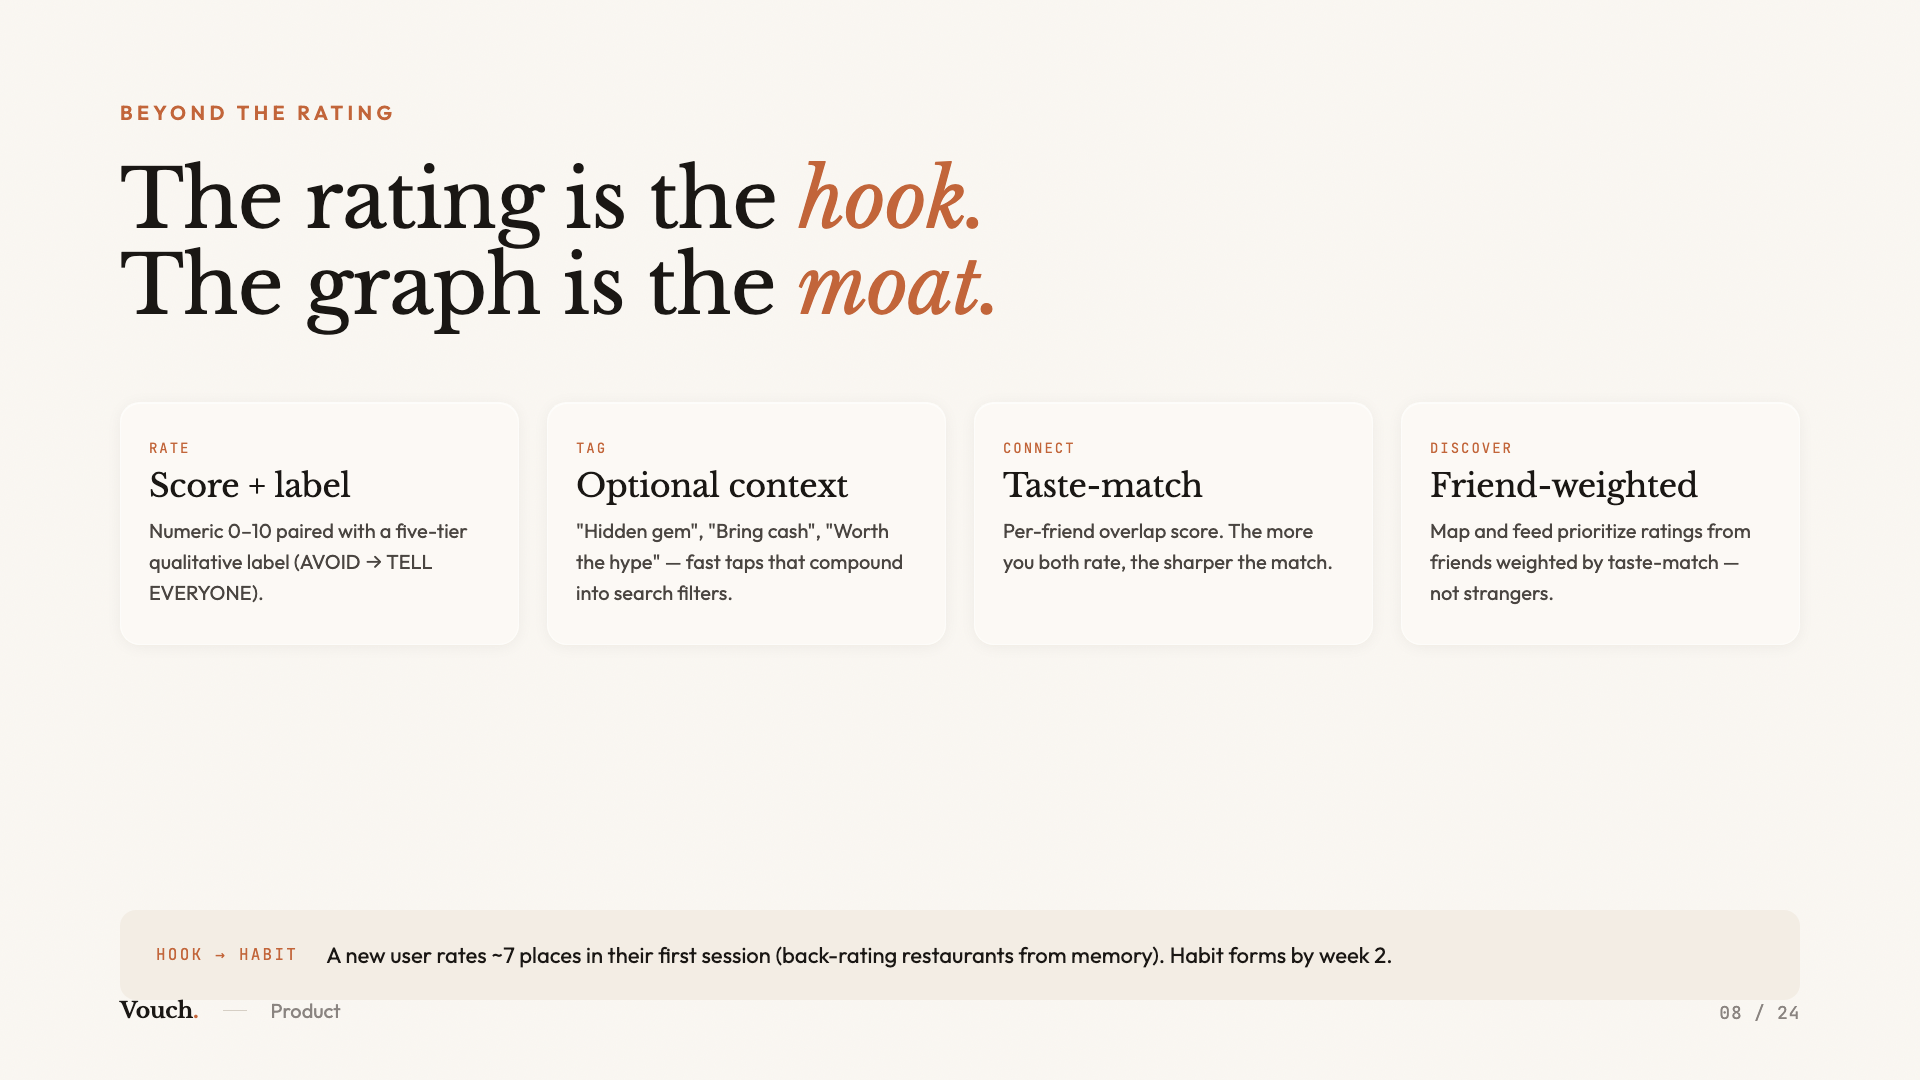 BEYOND THE RATING
The rating is the hook.
The graph is the moat.
RATE
Score + label
Numeric 0–10 paired with a five-tier
qualitative label (AVOID → TELL
EVERYONE).
TAG
Optional context
"Hidden gem", "Bring cash", "Worth
the hype" — fast taps that compound
into search filters.
CONNECT
Taste-match
Per-friend overlap score. The more
you both rate, the sharper the match.
DISCOVER
Friend-weighted
Map and feed prioritize ratings from
friends weighted by taste-match —
not strangers.
HOOK → HABIT A new user rates ~7 places in their first session (back-rating restaurants from memory). Habit forms by week 2.
Vouch. — Product
08 / 24